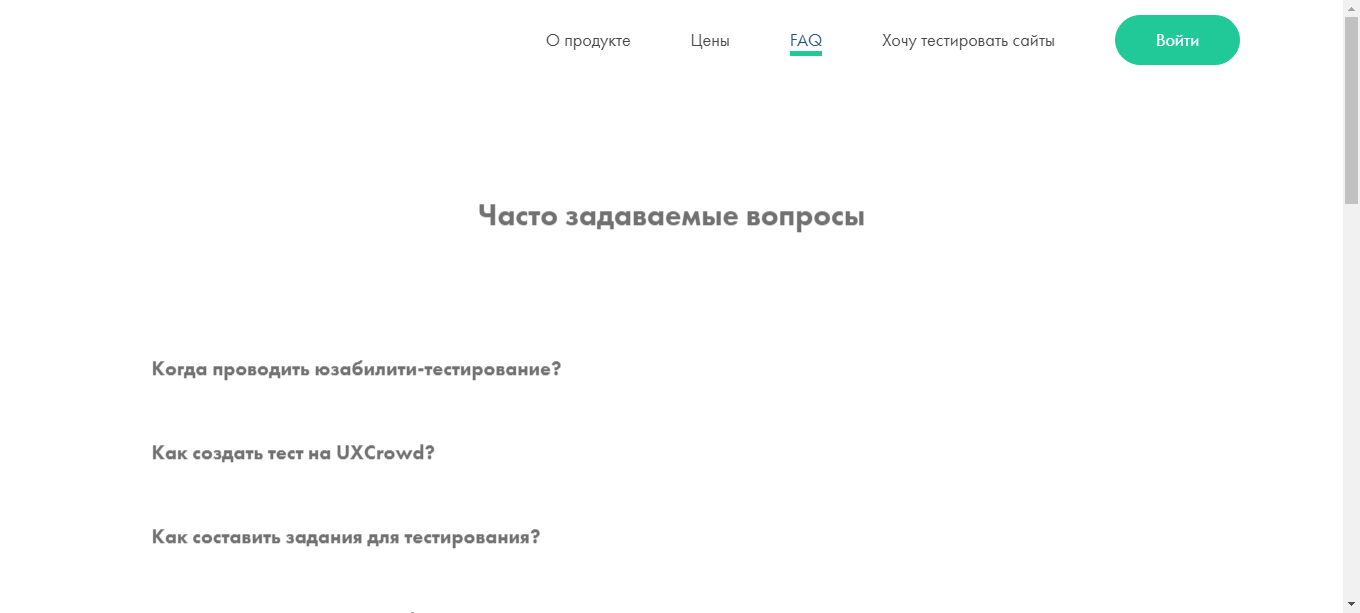 О продукте Цены FAQ Хочу тестировать сайты Войти
Часто задаваемые вопросы
Когда проводить юзабилити-тестирование?
Как создать тест на UXCrowd?
Как составить задания для тестирования?